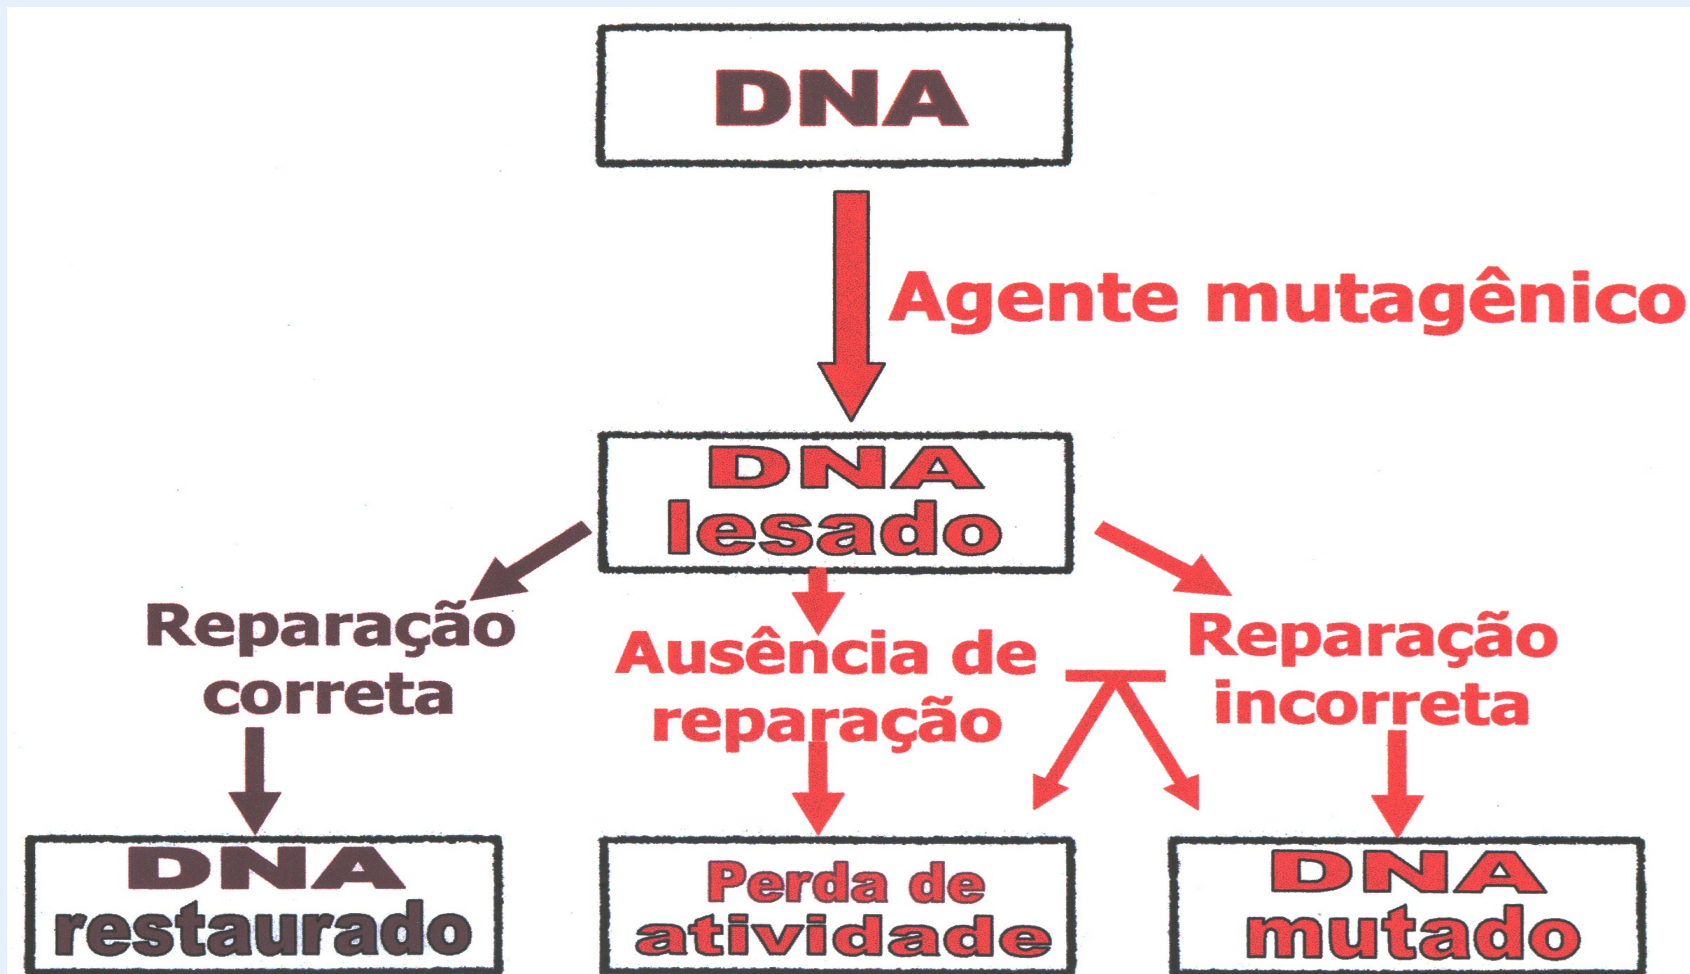 DNA
Agente mutagênico
DNA
lesado
Reparação
correta
Ausência de
reparação
Reparação
incorreta
DNA
restaurado
Perda de
atividade
DNA
mutado